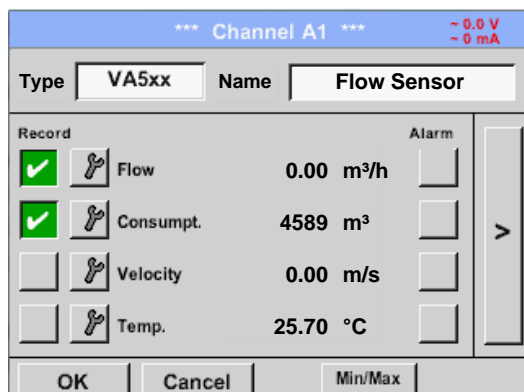 *** Channel A1 ***
~ 0.0 V
~ 0 mA
Type VA5xx Name Flow Sensor
Record Alarm
Flow 0.00 m³/h
Consumpt. 4589 m³
Velocity 0.00 m/s
Temp. 25.70 °C
>
OK Cancel Min/Max